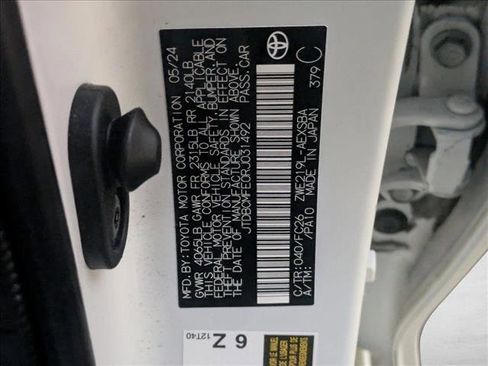 MFD.BY:TOYOTA MOTOR CORPORATION 05/24
GVWR 4065LB GAWR FR 2315LB RR 2140LB
THIS VEHICLE CONFORMS TO ALL APPLICABLE
FEDERAL MOTOR VEHICLE SAFETY, BUMPER, AND
THEFT PREVENTION STANDARDS IN EFFECT ON
THE DATE OF MANUFACTURE SHOWN ABOVE.
PASS.CAR
ZWE219L-AEXSBA
C/TR:040/FC26
A/TM: /PA10 MADE IN JAPAN
379 C
TOYOTA
6 Z
12T40